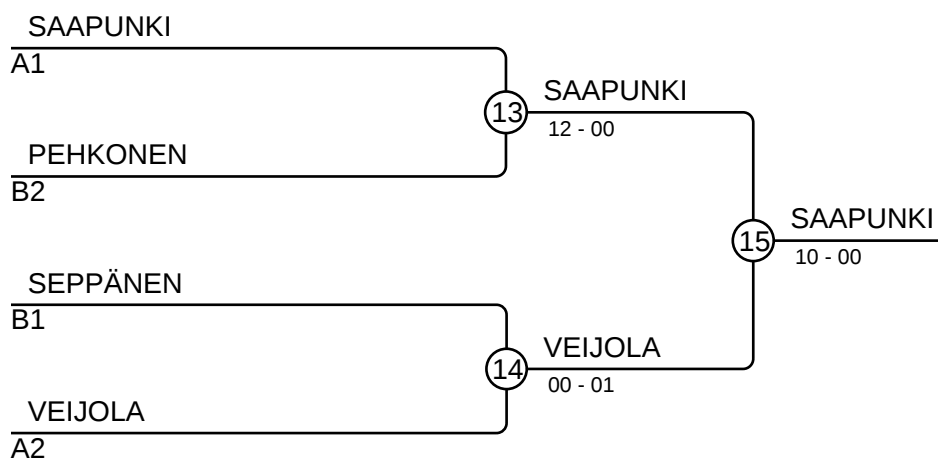 SAAPUNKI
A1
13
SAAPUNKI
12 - 00
PEHKONEN
B2
15
SAAPUNKI
10 - 00
SEPPÄNEN
B1
14
VEIJOLA
00 - 01
VEIJOLA
A2